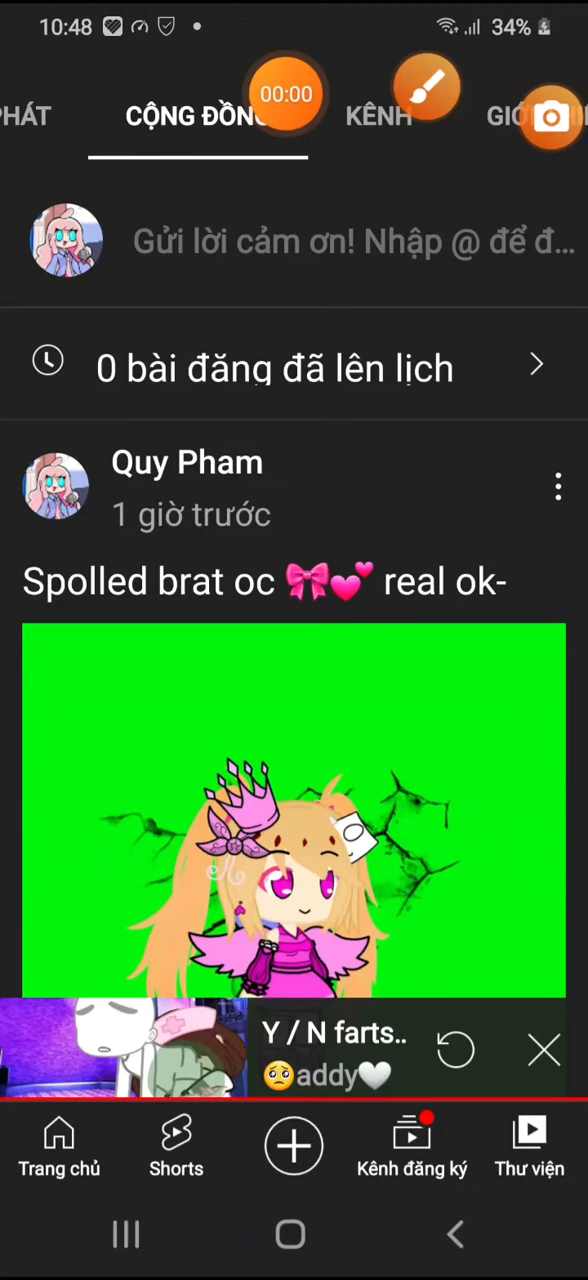 10:48
34%
PHÁT
CỘNG ĐỒNG
KÊNH
00:00
Gửi lời cảm ơn! Nhập @ để đ...
0 bài đăng đã lên lịch
Quy Pham
1 giờ trước
Spolled brat oc 🎀💕 real ok-
Y / N farts..
🥺addy🤍
Trang chủ
Shorts
Kênh đăng ký
Thư viện